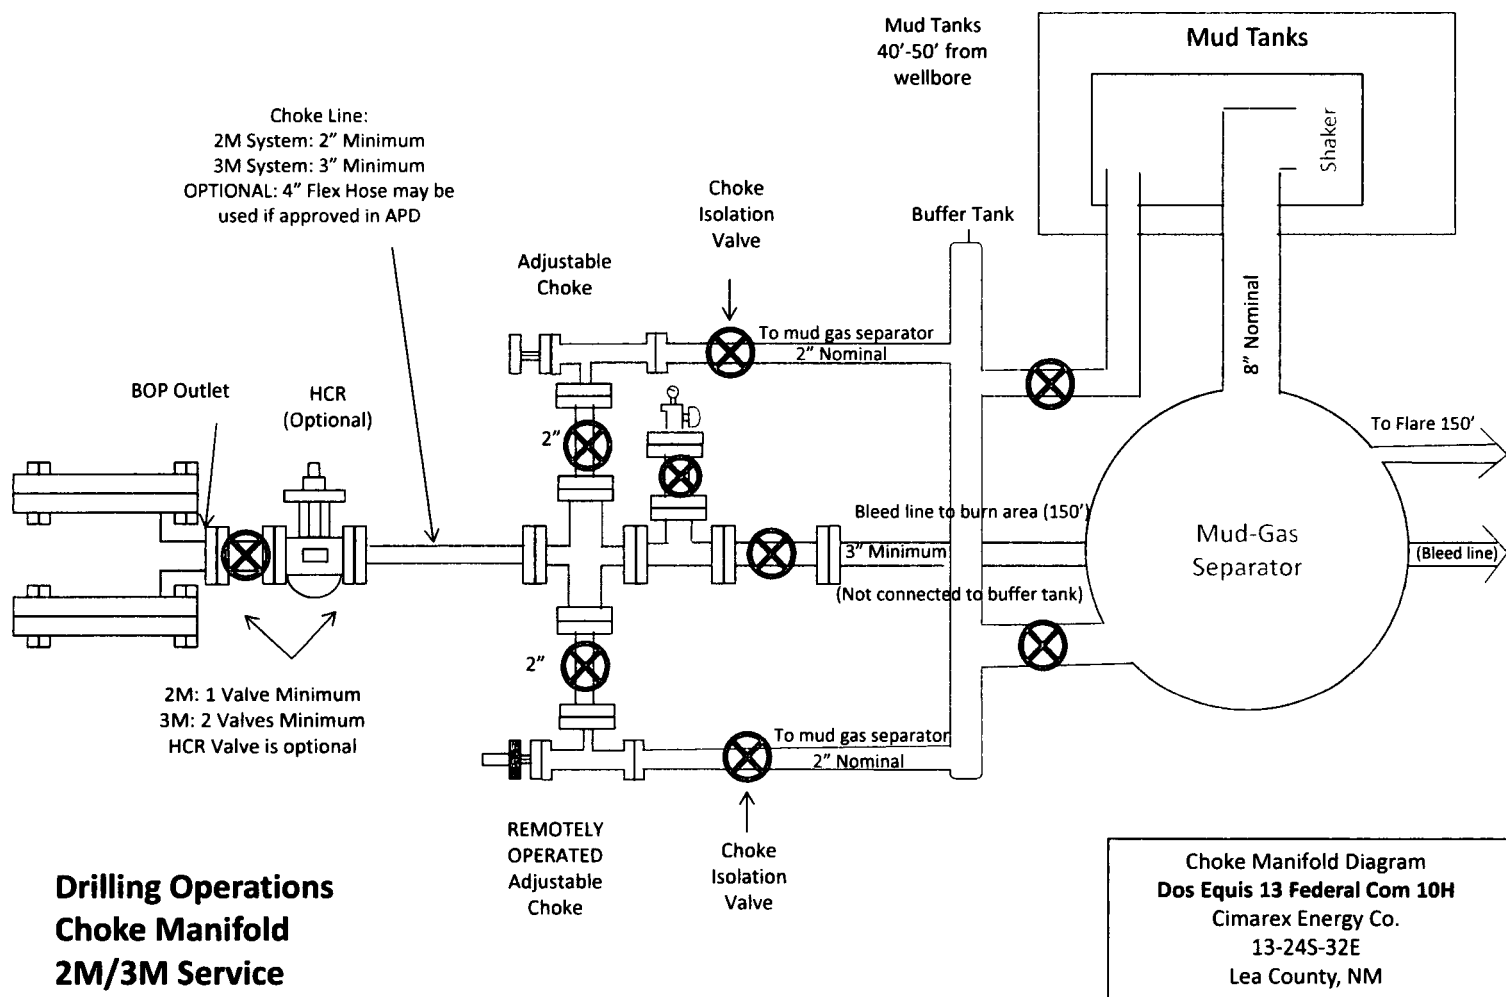 Mud Tanks
40'-50' from
wellbore
Mud Tanks
Shaker
Choke Line:
2M System: 2" Minimum
3M System: 3" Minimum
OPTIONAL: 4" Flex Hose may be
used if approved in APD
Choke
Isolation
Valve
Buffer Tank
Adjustable
Choke
8" Nominal
To mud gas separator
2" Nominal
BOP Outlet
HCR
(Optional)
2"
To Flare 150'
Bleed line to burn area (150')
3" Minimum
Mud-Gas
Separator
(Bleed line)
(Not connected to buffer tank)
2"
2M: 1 Valve Minimum
3M: 2 Valves Minimum
HCR Valve is optional
To mud gas separator
2" Nominal
REMOTELY
OPERATED
Adjustable
Choke
Choke
Isolation
Valve
Drilling Operations
Choke Manifold
2M/3M Service
Choke Manifold Diagram
Dos Equis 13 Federal Com 10H
Cimarex Energy Co.
13-24S-32E
Lea County, NM